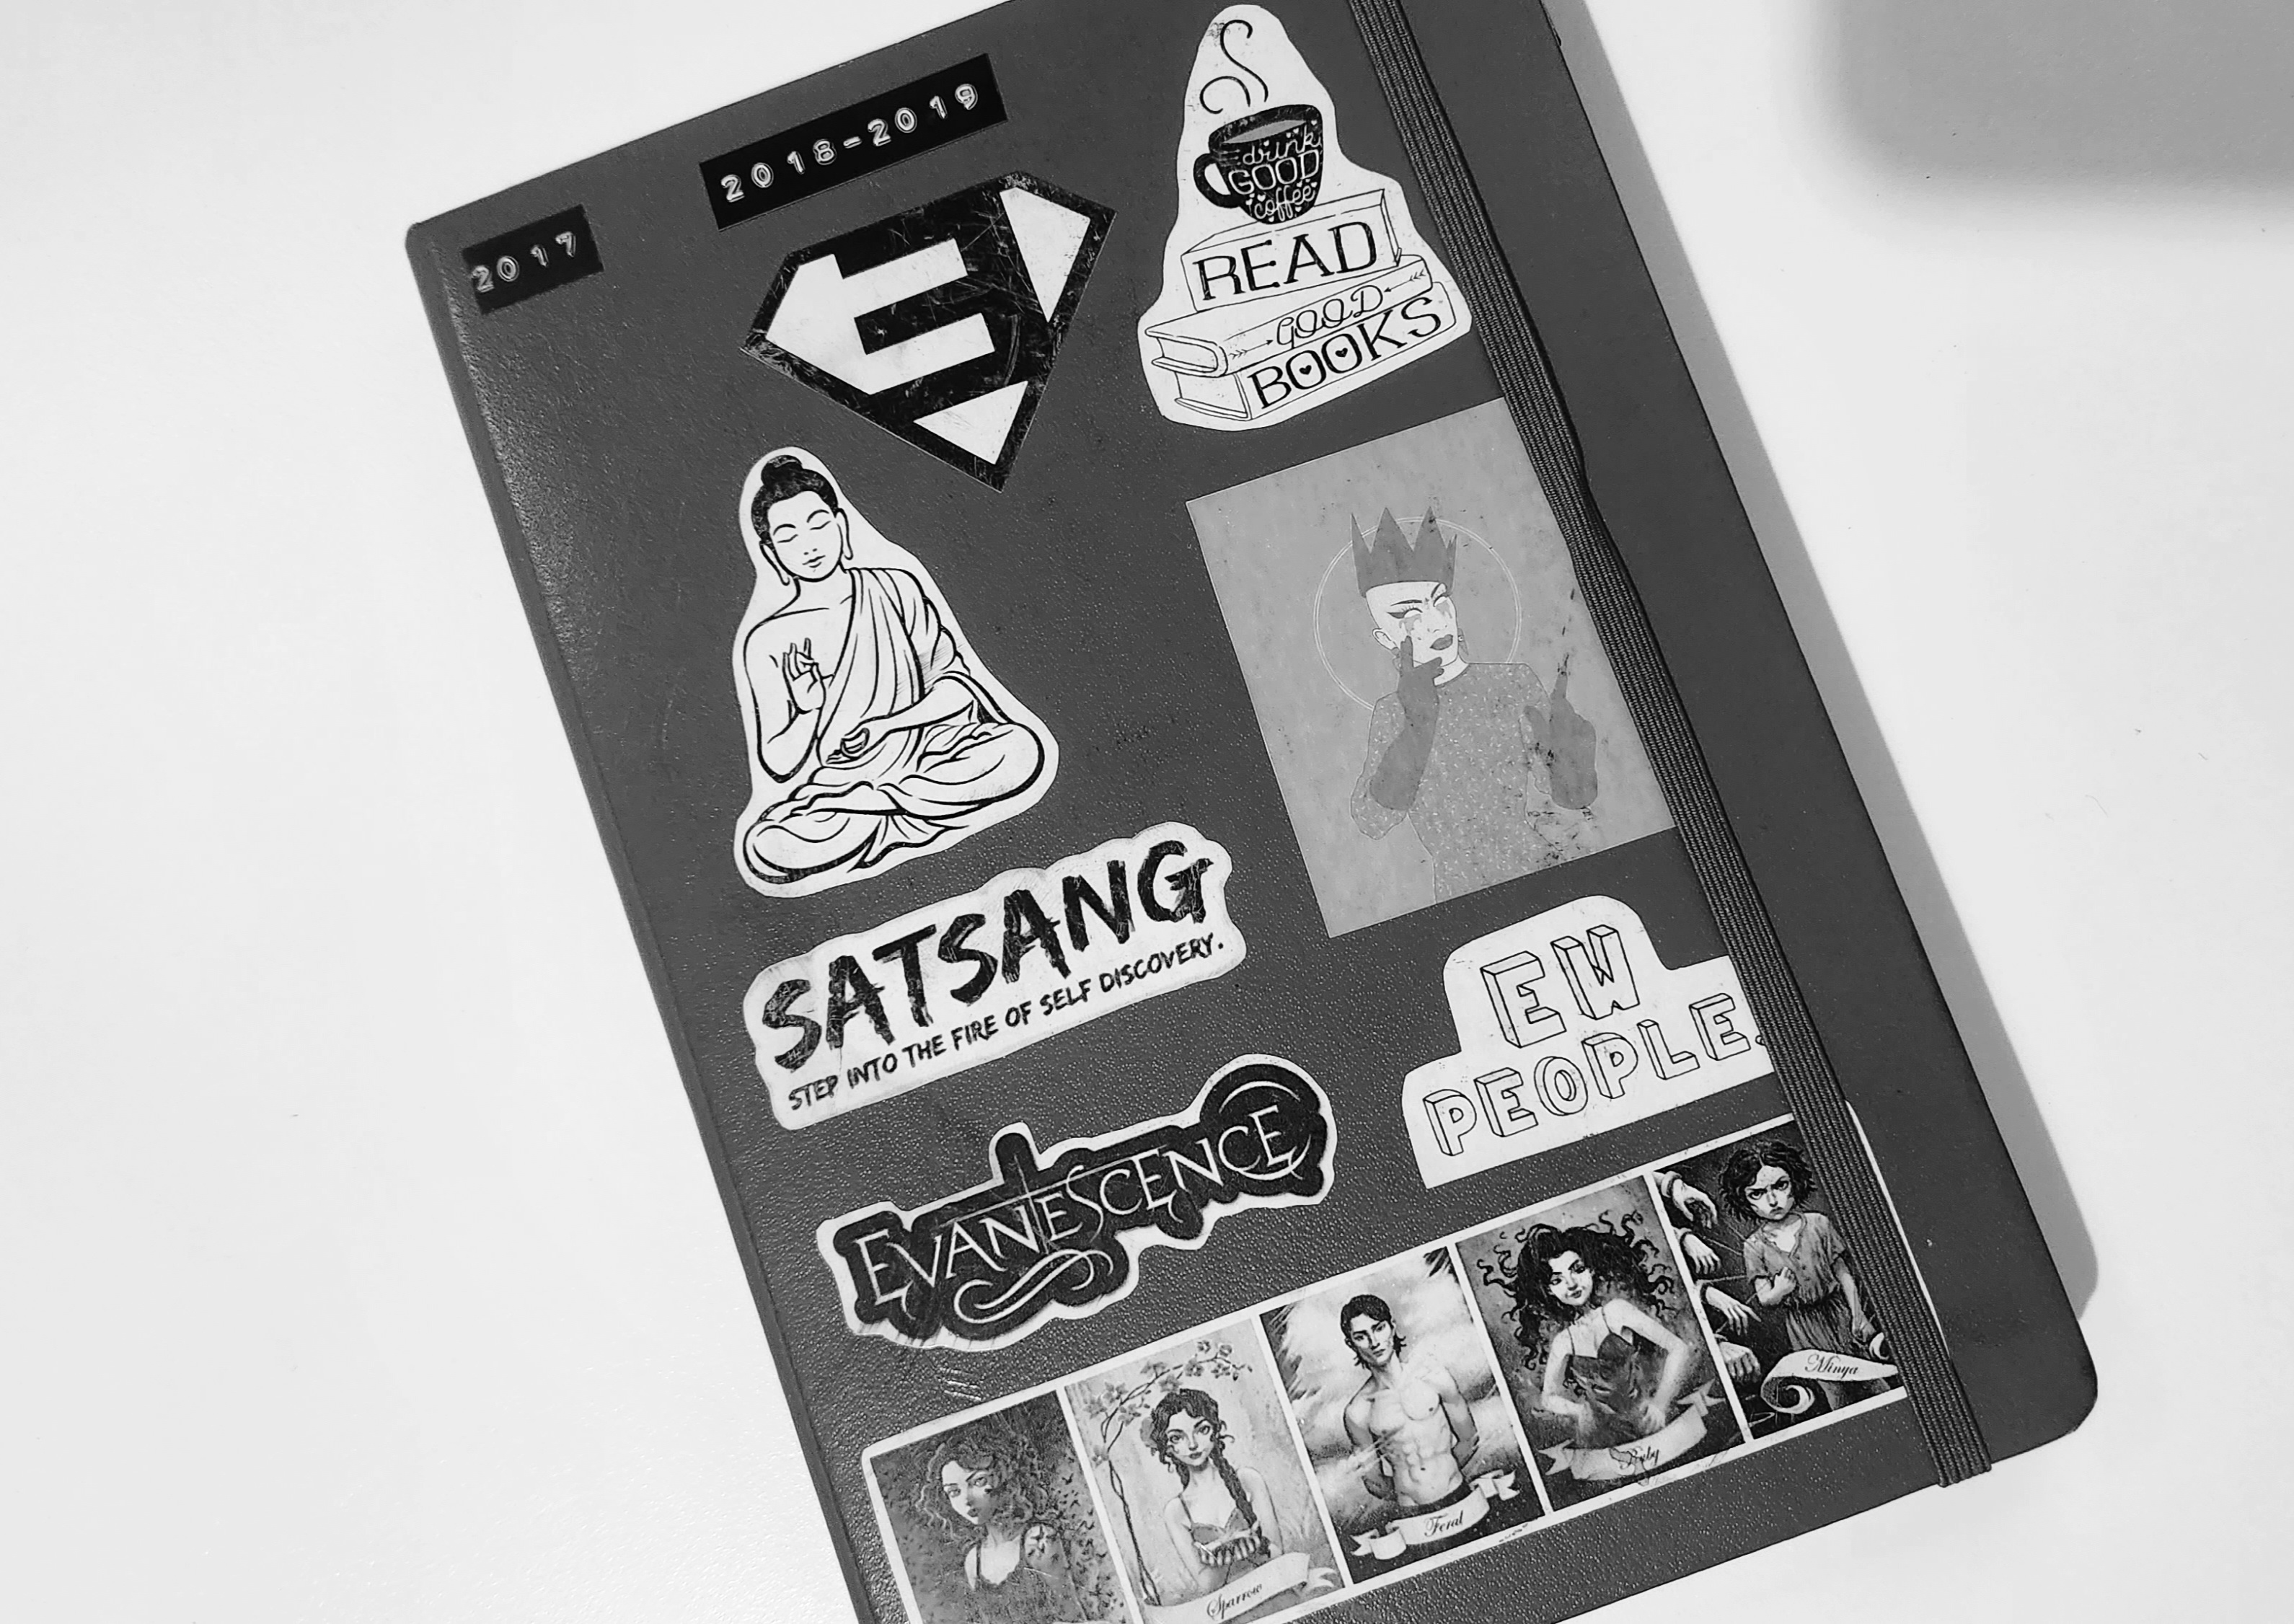 2017
2018-2019
drink
GOOD
coffee
READ
GOOD
BOOKS
SATSANG
STEP INTO THE FIRE OF SELF DISCOVERY.
EW
PEOPLE.
EVANESCENCE
Sparrow
Feral
Ruby
Minya